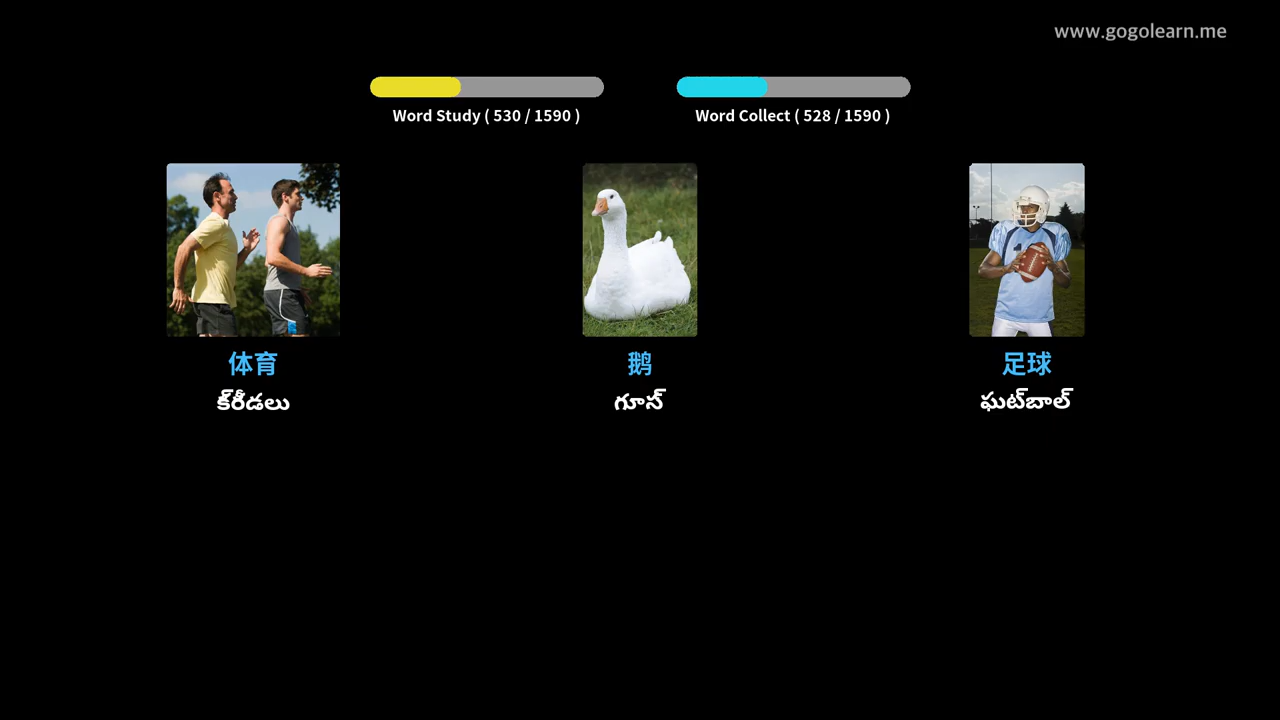 www.gogolearn.me
Word Study ( 530 / 1590 )
Word Collect ( 528 / 1590 )
体育
鹅
足球
క్‌రీడలు
గూస్
ఫుట్‌బాల్